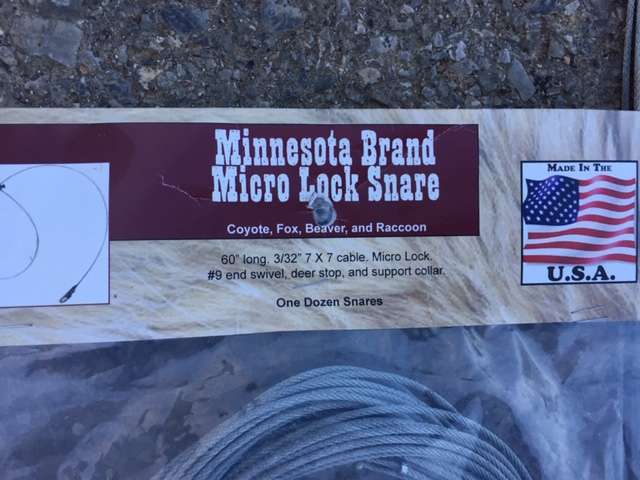 Minnesota Brand
Micro Lock Snare
Coyote, Fox, Beaver, and Raccoon
60" long. 3/32" 7 X 7 cable. Micro Lock.
#9 end swivel, deer stop, and support collar.
One Dozen Snares
MADE IN THE
U.S.A.